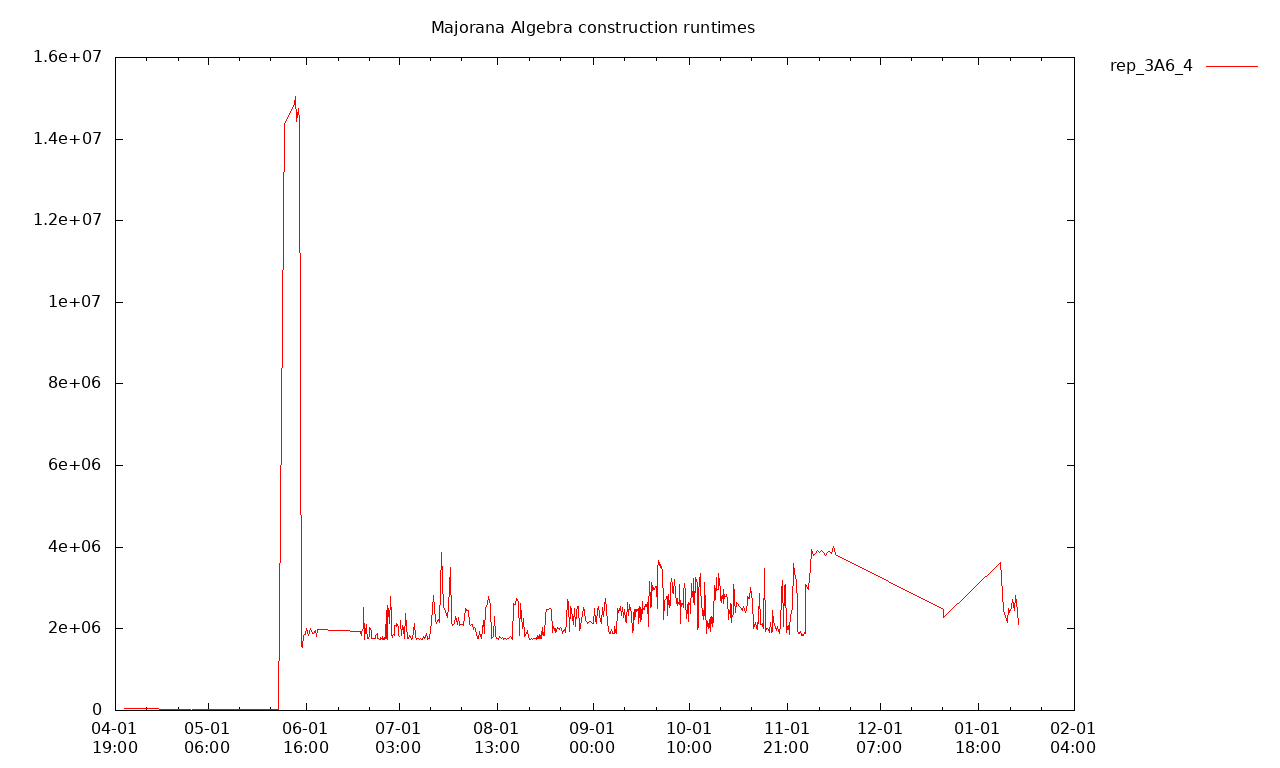 Majorana Algebra construction runtimes
rep_3A6_4
1.6e+07
1.4e+07
1.2e+07
1e+07
8e+06
6e+06
4e+06
2e+06
0
04-01 05-01 06-01 07-01 08-01 09-01 10-01 11-01 12-01 01-01 02-01
19:00 06:00 16:00 03:00 13:00 00:00 10:00 21:00 07:00 18:00 04:00